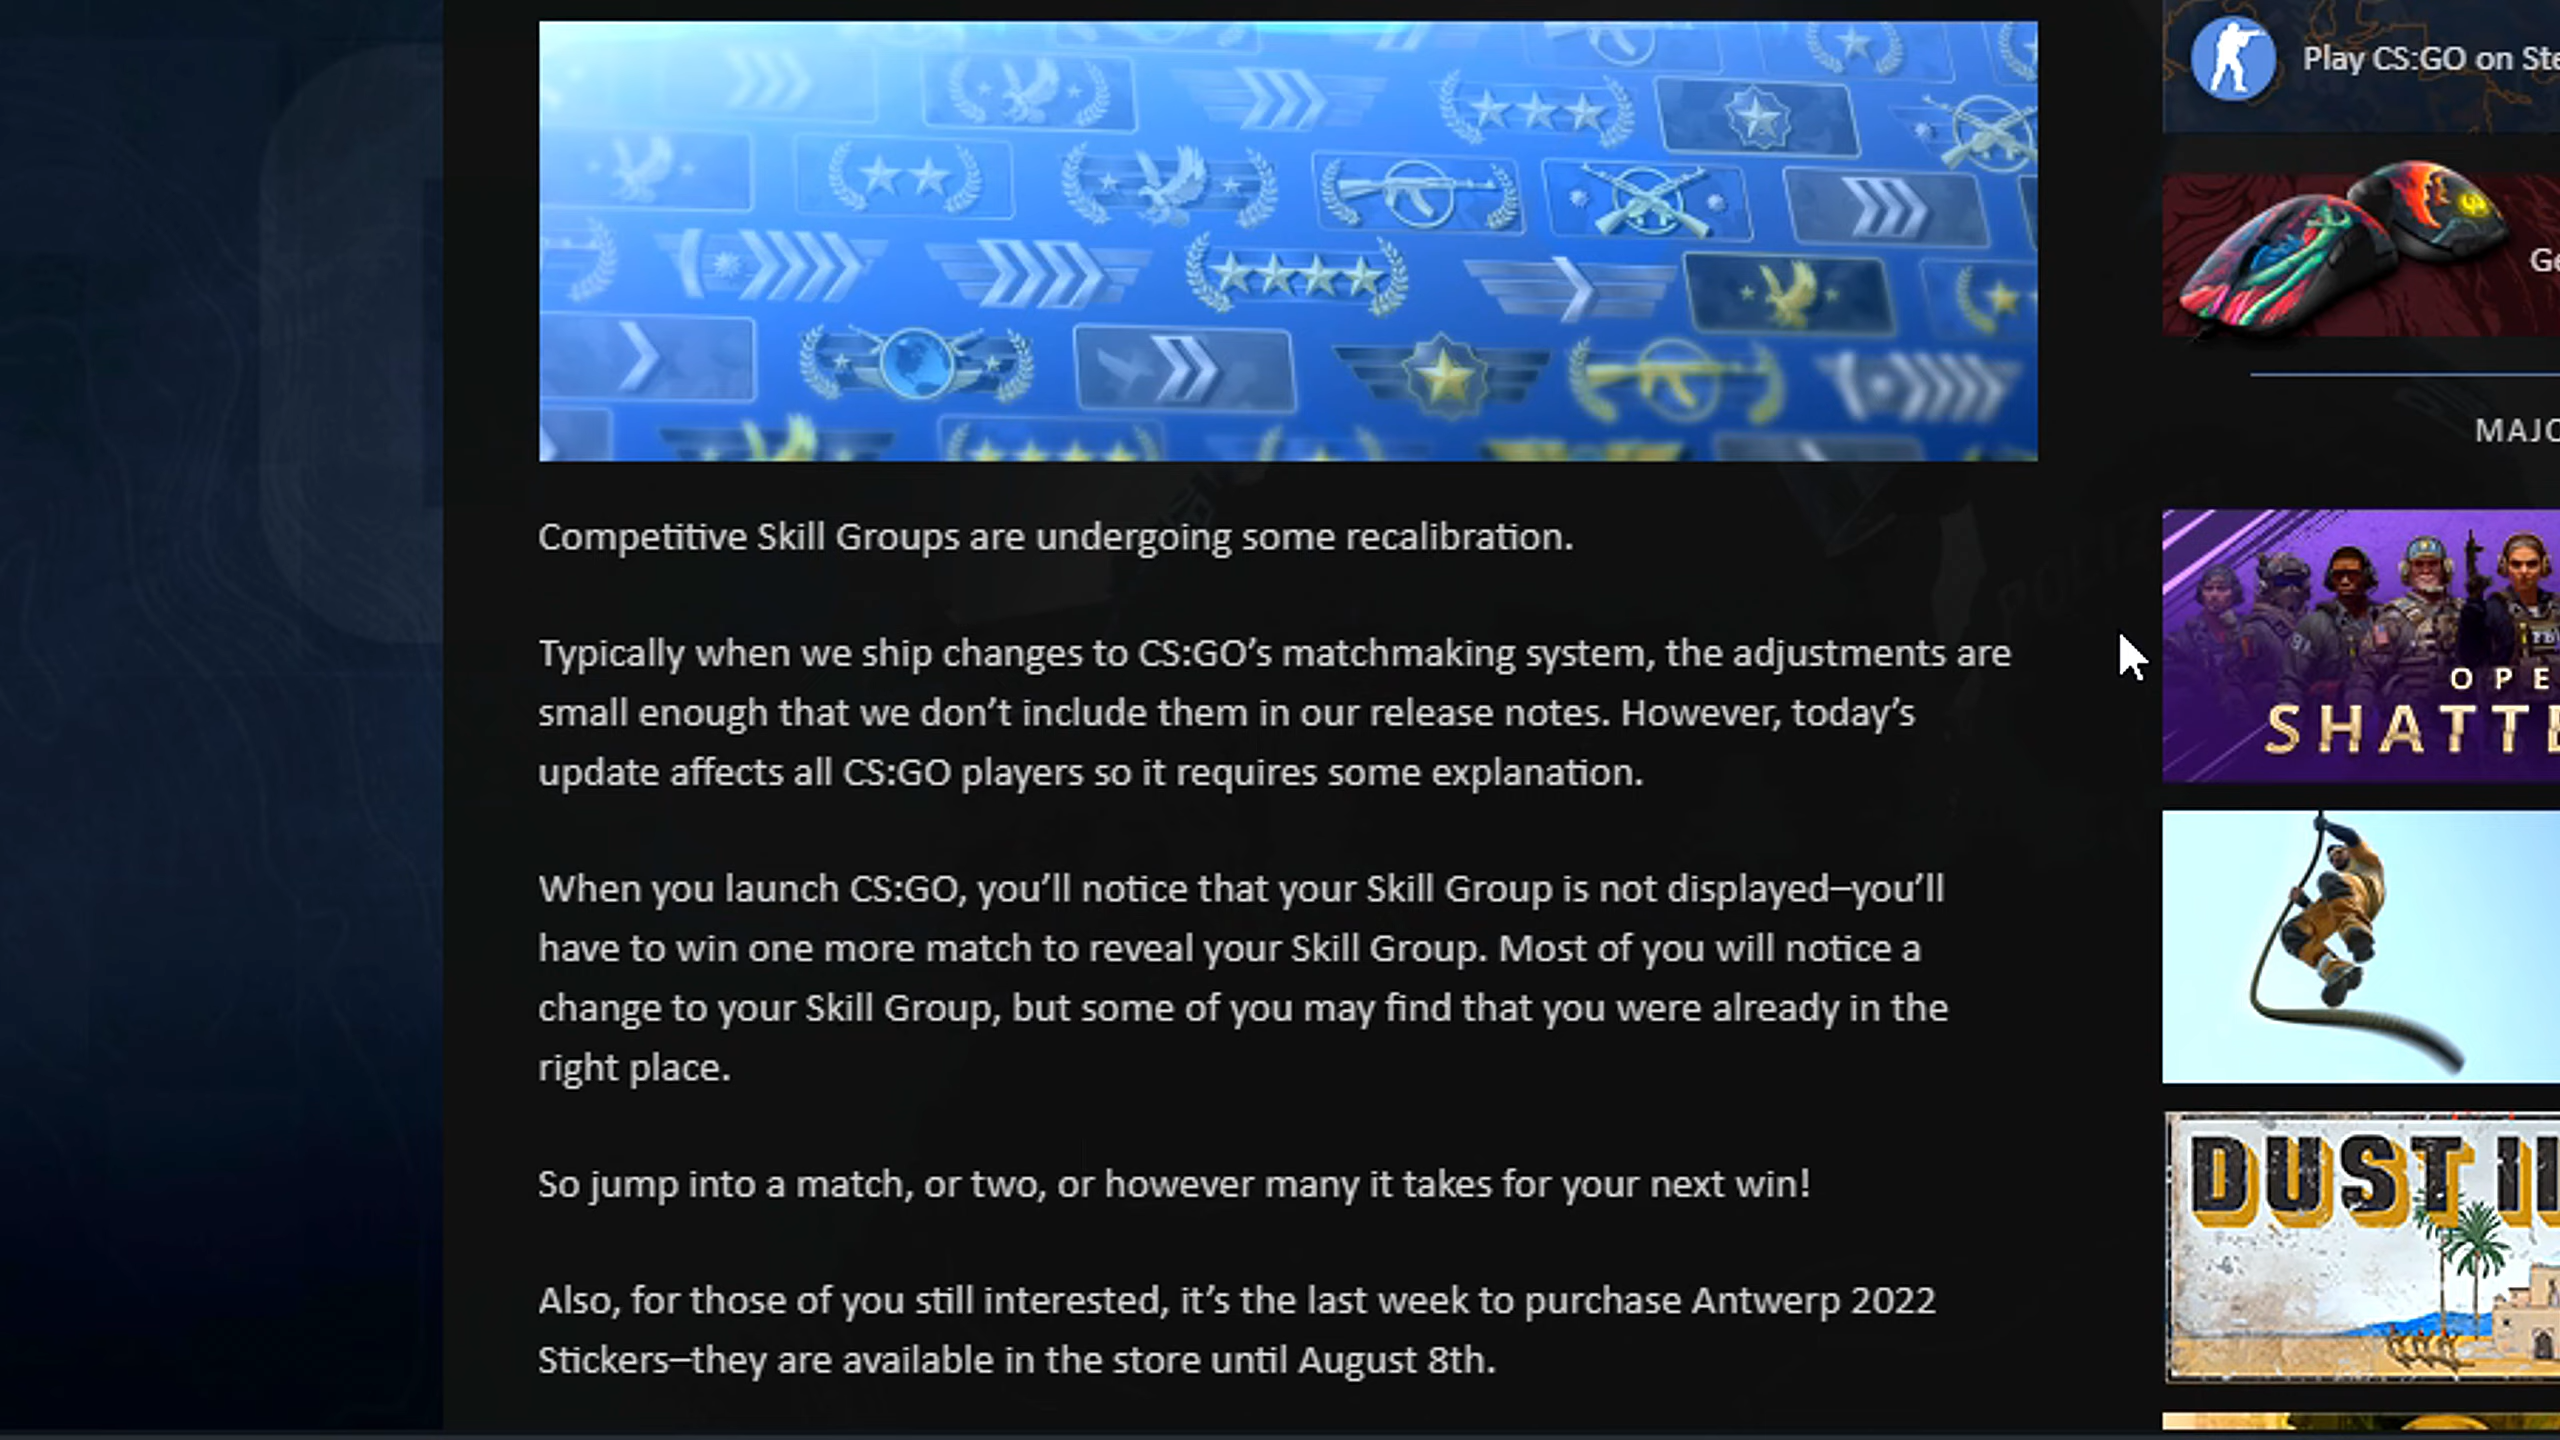 Competitive Skill Groups are undergoing some recalibration.
Typically when we ship changes to CS:GO’s matchmaking system, the adjustments are
small enough that we don’t include them in our release notes. However, today’s
update affects all CS:GO players so it requires some explanation.
When you launch CS:GO, you’ll notice that your Skill Group is not displayed–you’ll
have to win one more match to reveal your Skill Group. Most of you will notice a
change to your Skill Group, but some of you may find that you were already in the
right place.
So jump into a match, or two, or however many it takes for your next win!
Also, for those of you still interested, it’s the last week to purchase Antwerp 2022
Stickers–they are available in the store until August 8th.
Play CS:GO on
DUST II